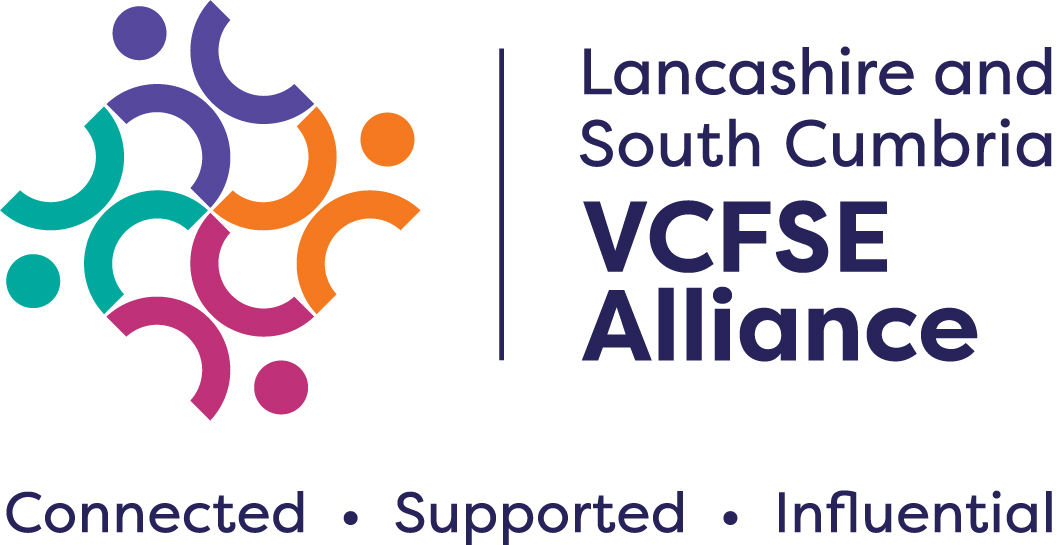 Lancashire and
South Cumbria
VCFSE
Alliance
Connected • Supported • Influential